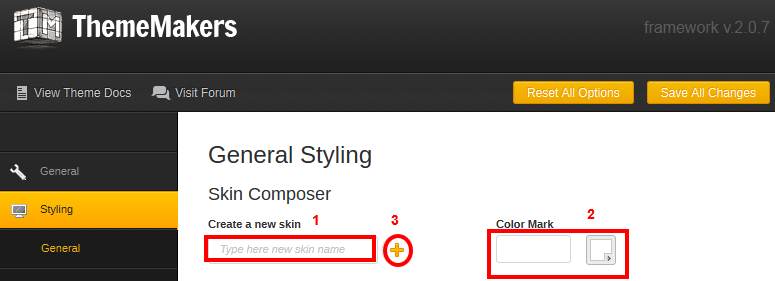 TM ThemeMakers
framework v.2.0.7
View Theme Docs Visit Forum Reset All Options Save All Changes
General Styling
General
Skin Composer
Styling
Create a new skin 1 3 Color Mark 2
General
Type here new skin name